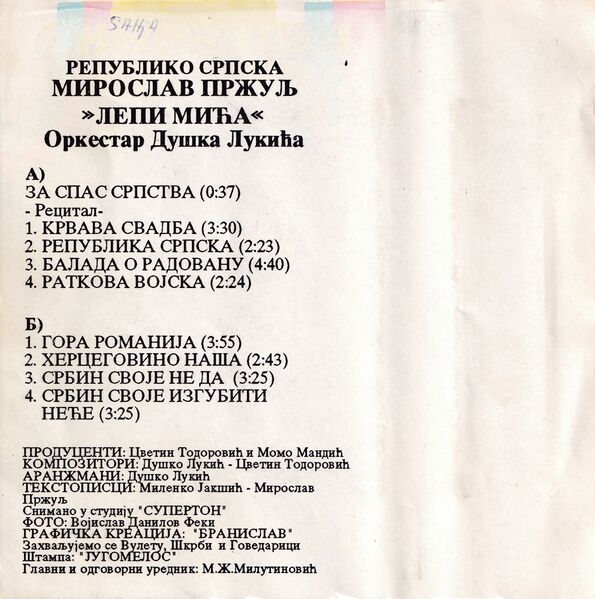 САЊА
РЕПУБЛИКО СРПСКА
МИРОСЛАВ ПРЖУЉ
»ЛЕПИ МИЋА«
Оркестар Душка Лукића
А)
ЗА СПАС СРПСТВА (0:37)
- Рецитал-
1. КРВАВА СВАДБА (3:30)
2. РЕПУБЛИКА СРПСКА (2:23)
3. БАЛАДА О РАДОВАНУ (4:40)
4. РАТКОВА ВОЈСКА (2:24)
Б)
1. ГОРА РОМАНИЈА (3:55)
2. ХЕРЦЕГОВИНО НАША (2:43)
3. СРБИН СВОЈЕ НЕ ДА (3:25)
4. СРБИН СВОЈЕ ИЗГУБИТИ
НЕЋЕ (3:25)
ПРОДУЦЕНТИ: Цветин Тодоровић и Момо Мандић
КОМПОЗИТОРИ: Душко Лукић - Цветин Тодоровић
АРАНЖМАНИ: Душко Лукић
ТЕКСТОПИСЦИ: Миленко Јакшић - Мирослав
Пржуљ
Снимано у студију "СУПЕРТОН"
ФОТО: Војислав Данилов Феки
ГРАФИЧКА КРЕАЦИЈА: "БРАНИСЛАВ"
Захваљујемо се Вулету, Шкрби и Говедарици
Штампа: "ЈУГОМЕЛОС"
Главни и одговорни уредник: М.Ж.Милутиновић